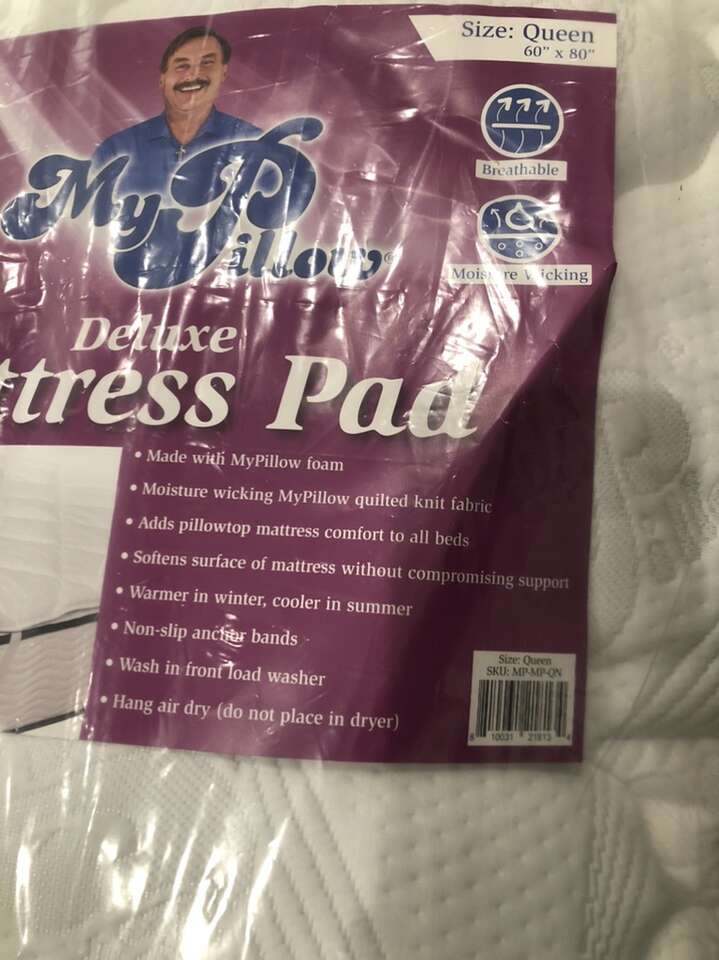 Size: Queen
60" x 80"
Breathable
Moisture Wicking
MyPillow®
Deluxe
ttress Pad
• Made with MyPillow foam
• Moisture wicking MyPillow quilted knit fabric
• Adds pillowtop mattress comfort to all beds
• Softens surface of mattress without compromising support
• Warmer in winter, cooler in summer
• Non-slip anchor bands
• Wash in front load washer
• Hang air dry (do not place in dryer)
Size: Queen
SKU: MP-MP-QN